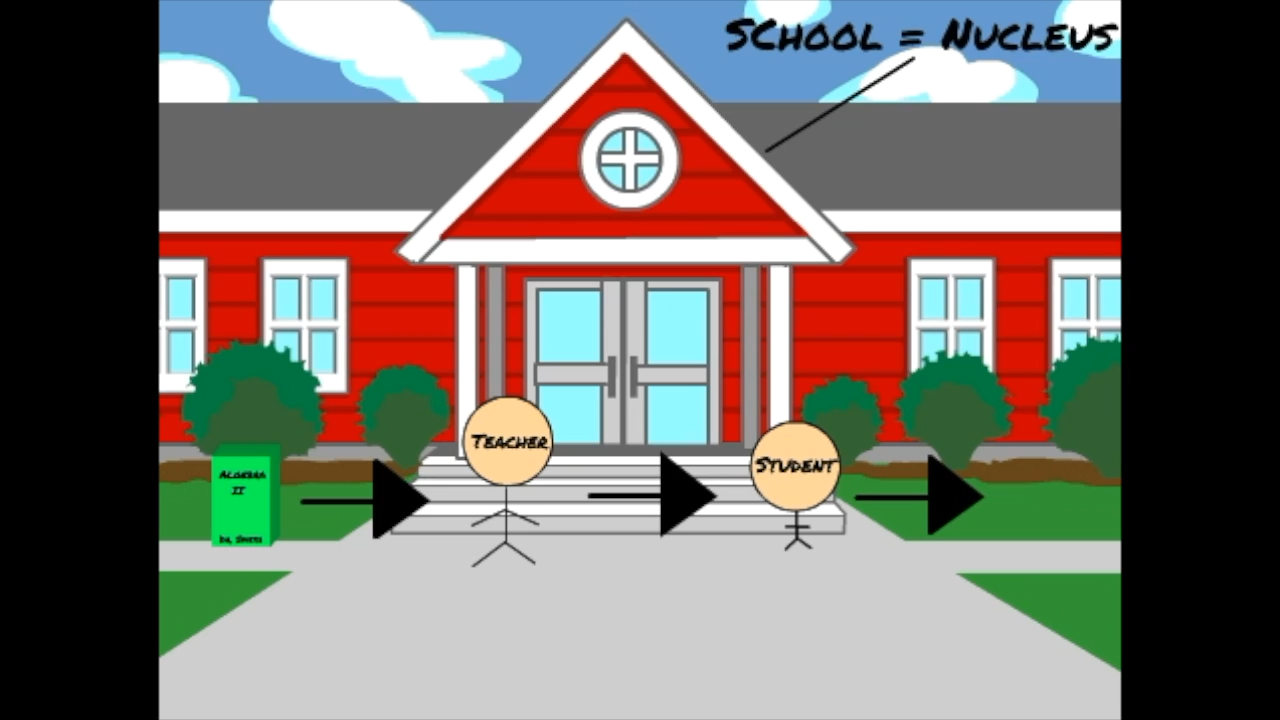 SCHOOL = NUCLEUS
TEACHER
STUDENT
ALGEBRA
II